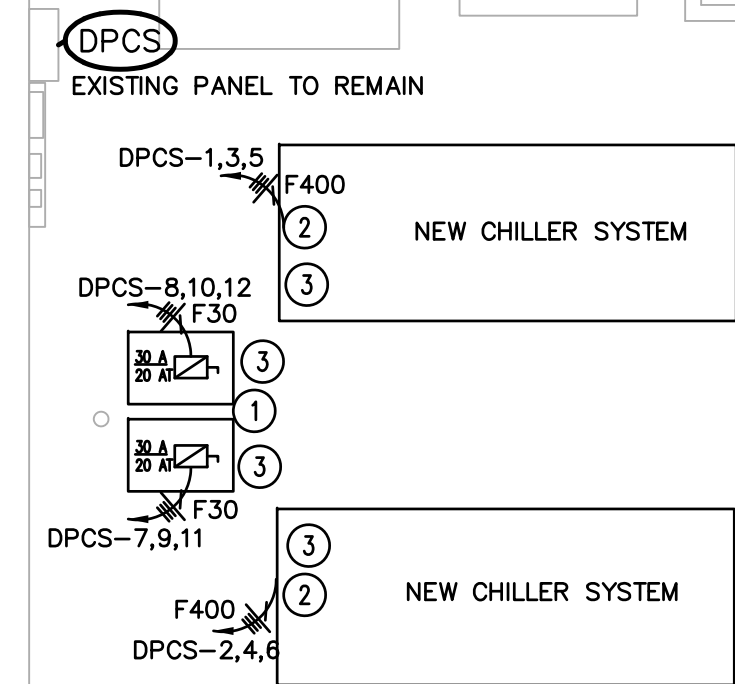 DPCS
EXISTING PANEL TO REMAIN
DPCS-1,3,5
F400
2
NEW CHILLER SYSTEM
3
DPCS-8,10,12
F30
30 A
20 AT
3
1
30 A
20 AT
3
F30
DPCS-7,9,11
3
2
NEW CHILLER SYSTEM
F400
DPCS-2,4,6